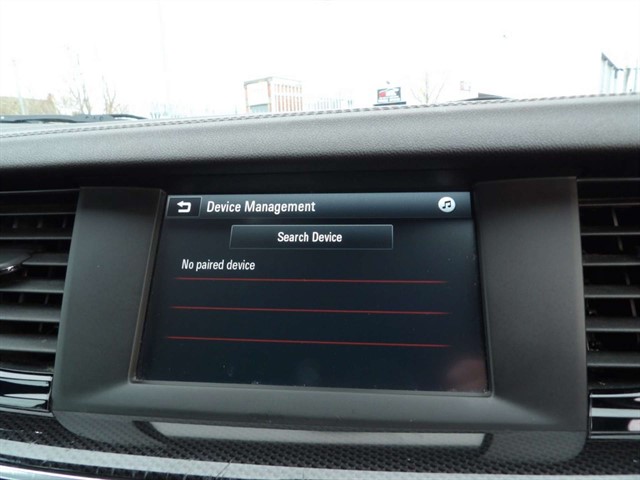 Device Management
Search Device
No paired device